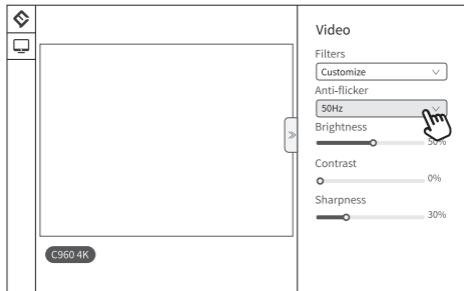 Video
Filters
Customize
Anti-flicker
50Hz
Brightness
50%
Contrast
0%
Sharpness
30%
C960 4K